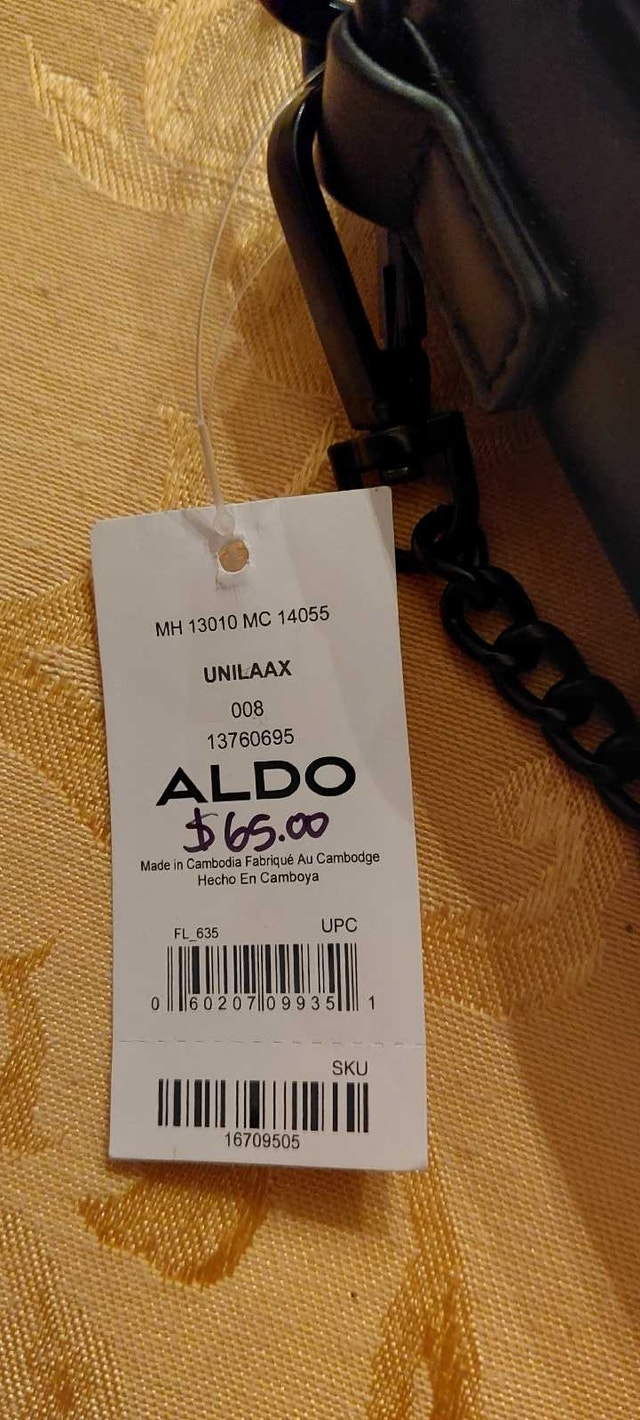 MH 13010 MC 14055
UNILAAX
008
13760695
ALDO
$65.00
Made in Cambodia Fabriqué Au Cambodge
Hecho En Camboya
FL_635 UPC
0 60207 09935 1
SKU
16709505